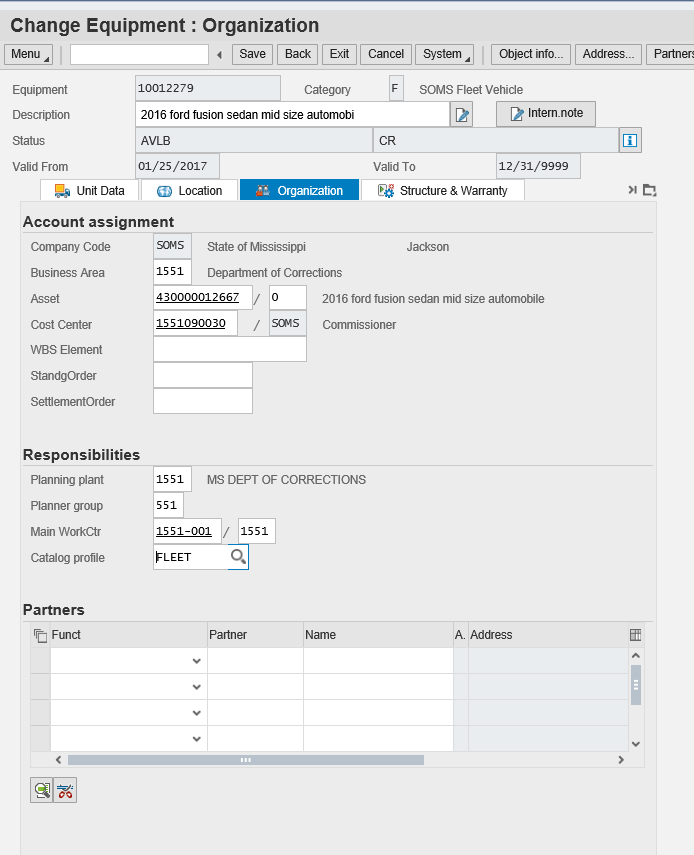 Change Equipment : Organization
Menu Save Back Exit Cancel System Object info... Address... Partners
Equipment 10012279 Category F SOMS Fleet Vehicle
Description 2016 ford fusion sedan mid size automobi Intern.note
Status AVLB CR
Valid From 01/25/2017 Valid To 12/31/9999
Unit Data Location Organization Structure & Warranty
Account assignment
Company Code SOMS State of Mississippi Jackson
Business Area 1551 Department of Corrections
Asset 430000012667 / 0 2016 ford fusion sedan mid size automobile
Cost Center 1551090030 / SOMS Commissioner
WBS Element
StandgOrder
SettlementOrder
Responsibilities
Planning plant 1551 MS DEPT OF CORRECTIONS
Planner group 551
Main WorkCtr 1551-001 / 1551
Catalog profile FLEET
Partners
Funct Partner Name A. Address